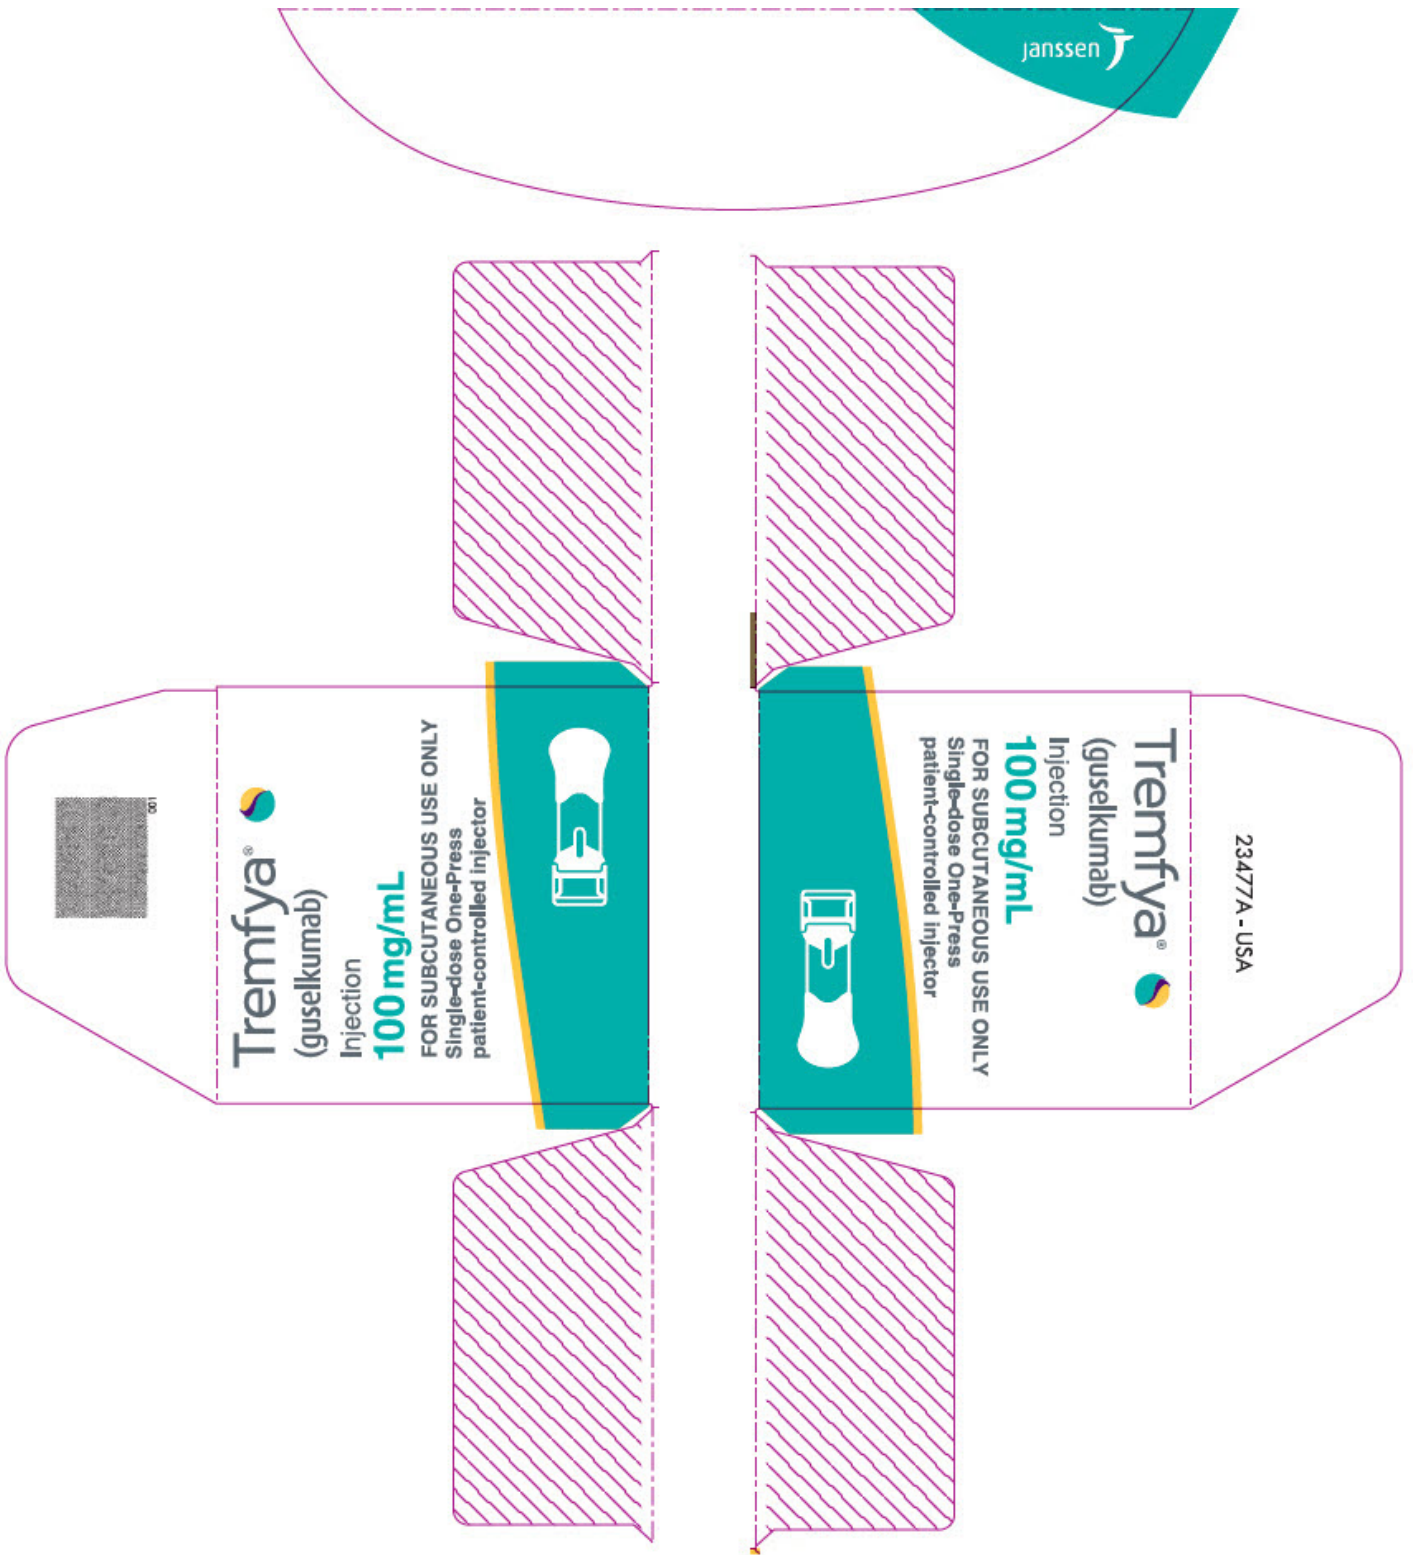 janssen
Tremfya®
(guselkumab)
Injection
100 mg/mL
FOR SUBCUTANEOUS USE ONLY
Single-dose One-Press
patient-controlled injector
001
Tremfya®
(guselkumab)
Injection
100 mg/mL
FOR SUBCUTANEOUS USE ONLY
Single-dose One-Press
patient-controlled injector
23477A - USA